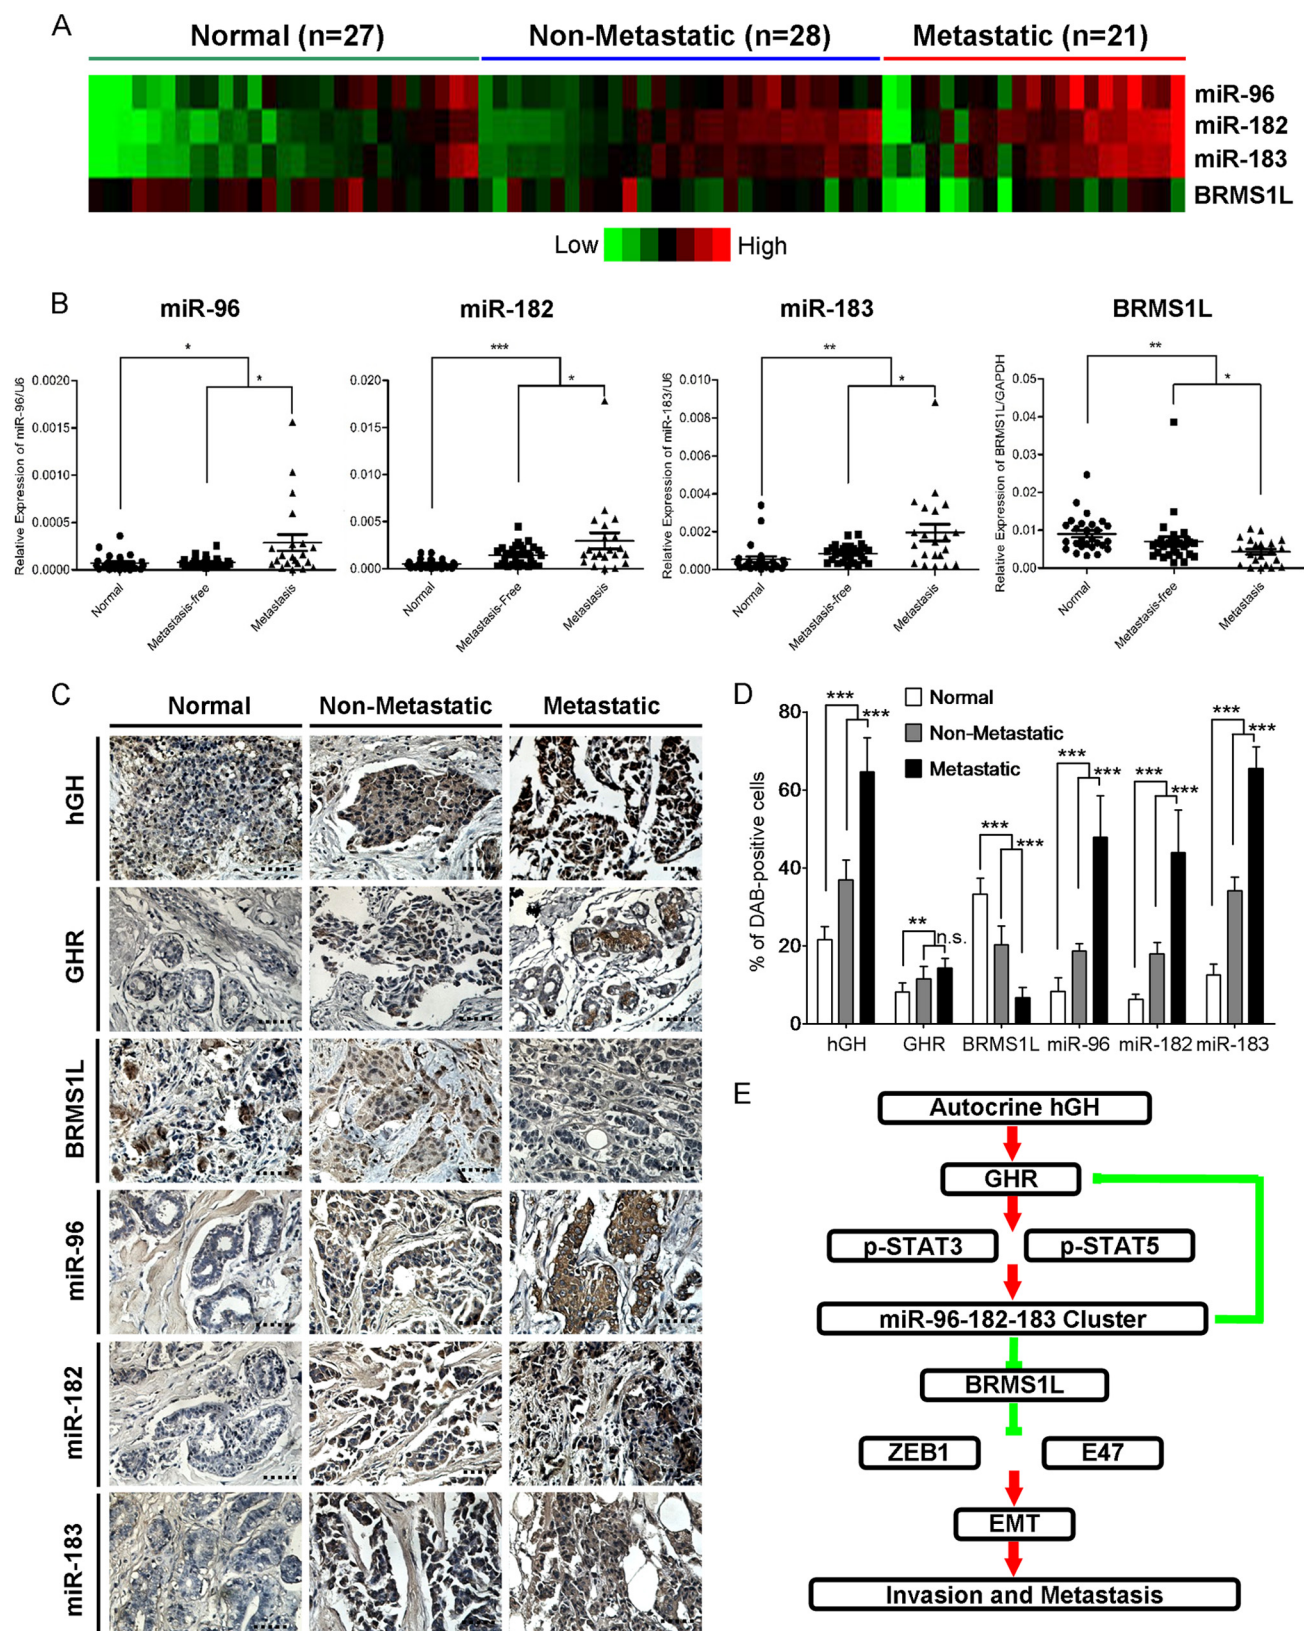 A
Normal (n=27) Non-Metastatic (n=28) Metastatic (n=21)
miR-96
miR-182
miR-183
BRMS1L
Low High
B
miR-96 miR-182 miR-183 BRMS1L
* * *** * ** * ** *
Relative Expression of miR-96/U6
0.0020
0.0015
0.0010
0.0005
0.0000
Normal Metastasis-free Metastasis
0.020
0.015
0.010
0.005
0.000
Normal Metastasis-Free Metastasis
Relative Expression of miR-183/U6
0.010
0.008
0.006
0.004
0.002
0.000
Normal Metastasis-free Metastasis
Relative Expression of BRMS1L/GAPDH
0.05
0.04
0.03
0.02
0.01
0.00
Normal Metastasis-free Metastasis
C
Normal Non-Metastatic Metastatic
hGH
GHR
BRMS1L
miR-96
miR-182
miR-183
D
Normal
Non-Metastatic
Metastatic
% of DAB-positive cells
80
60
40
20
0
*** *** ** n.s. *** *** *** *** *** *** *** ***
hGH GHR BRMS1L miR-96 miR-182 miR-183
E
Autocrine hGH
GHR
p-STAT3 p-STAT5
miR-96-182-183 Cluster
BRMS1L
ZEB1 E47
EMT
Invasion and Metastasis